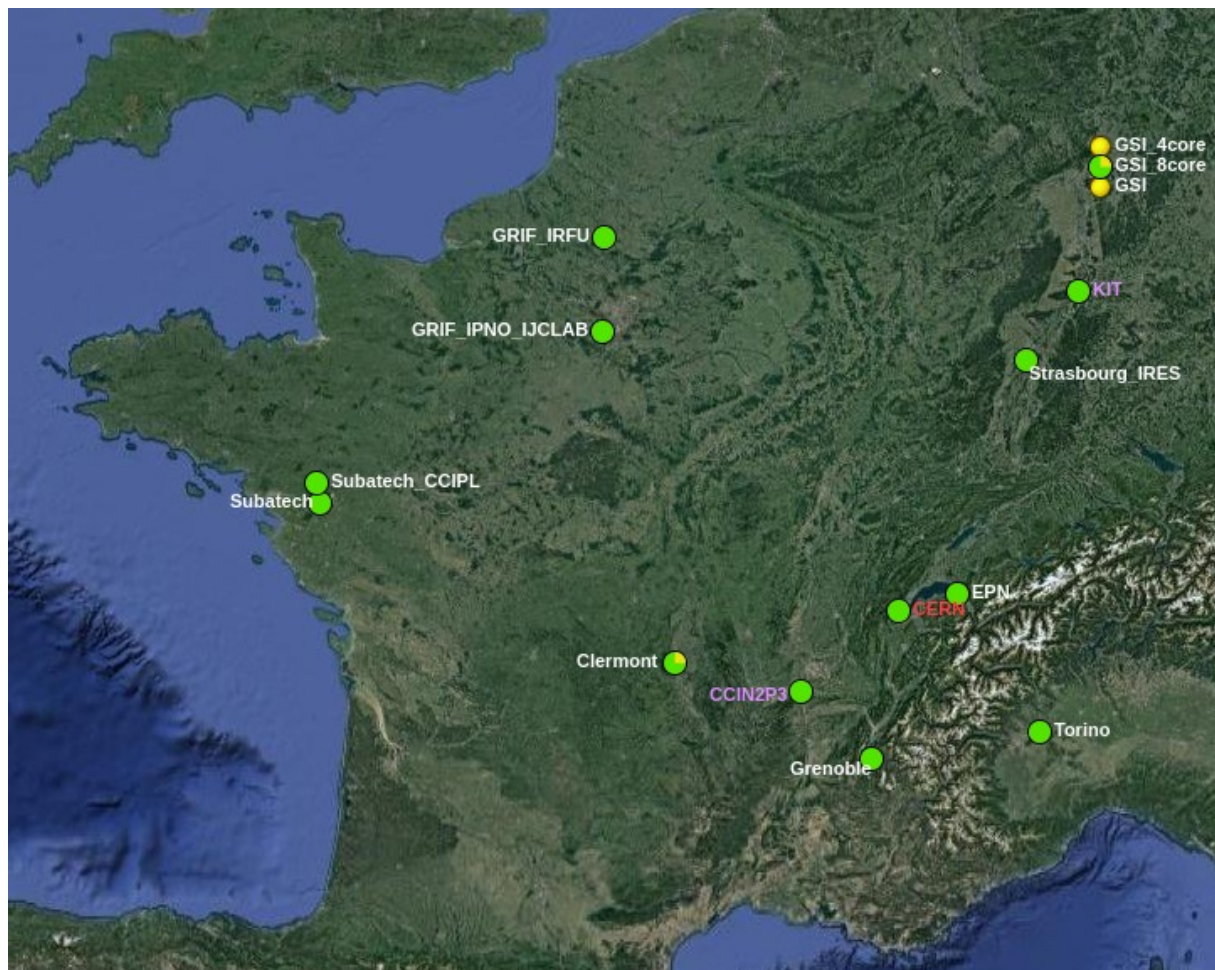 GSI_4core
GSI_8core
GSI
GRIF_IRFU
KIT
GRIF_IPNO_IJCLAB
Strasbourg_IRES
Subatech_CCIPL
Subatech
EPN
CERN
Clermont
CCIN2P3
Torino
Grenoble